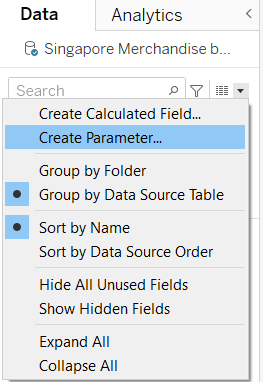 Data Analytics
Singapore Merchandise b...
Search
Create Calculated Field...
Create Parameter...
Group by Folder
Group by Data Source Table
Sort by Name
Sort by Data Source Order
Hide All Unused Fields
Show Hidden Fields
Expand All
Collapse All